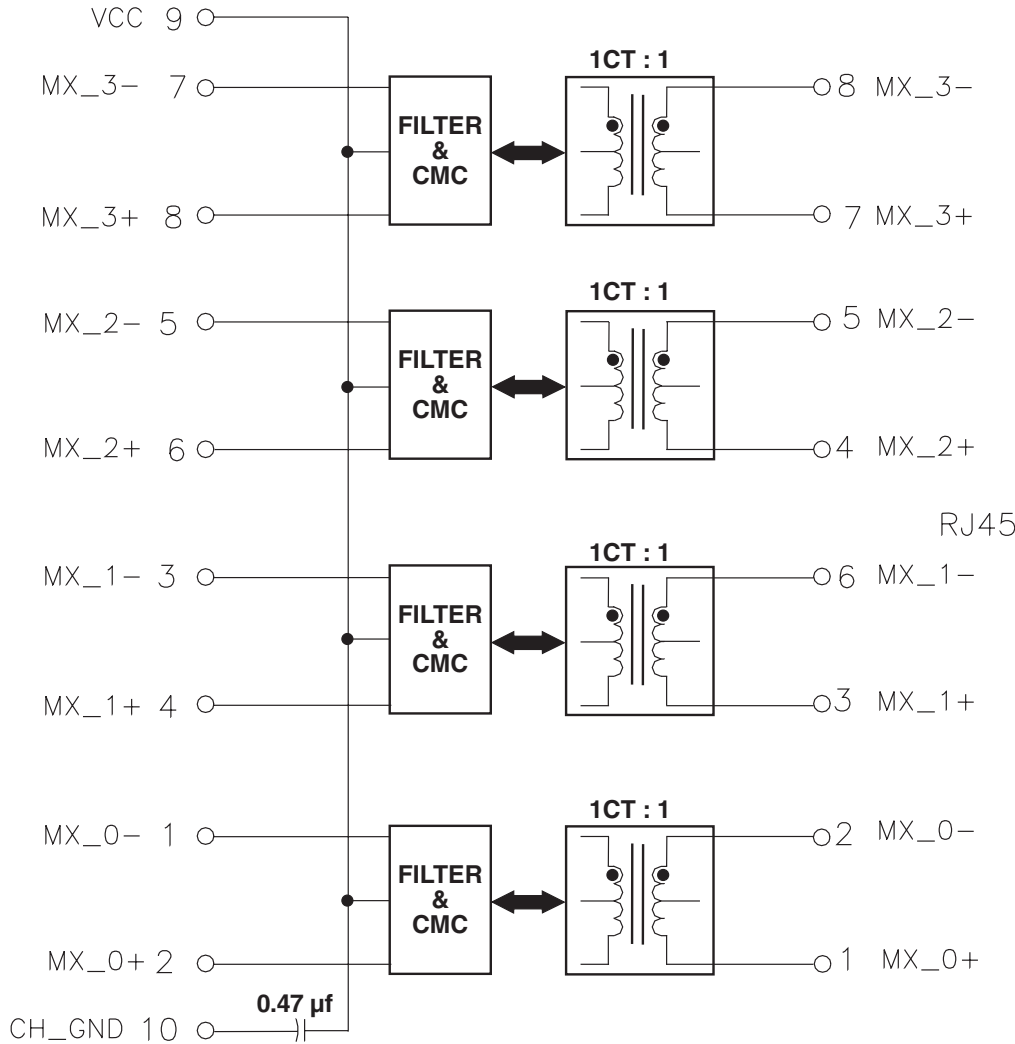 VCC 9
1CT : 1
MX_3- 7
FILTER
&
CMC
8 MX_3-
MX_3+ 8
7 MX_3+
1CT : 1
MX_2- 5
FILTER
&
CMC
5 MX_2-
MX_2+ 6
4 MX_2+
RJ45
1CT : 1
MX_1- 3
FILTER
&
CMC
6 MX_1-
MX_1+ 4
3 MX_1+
1CT : 1
MX_0- 1
FILTER
&
CMC
2 MX_0-
MX_0+ 2
1 MX_0+
0.47 µf
CH_GND 10